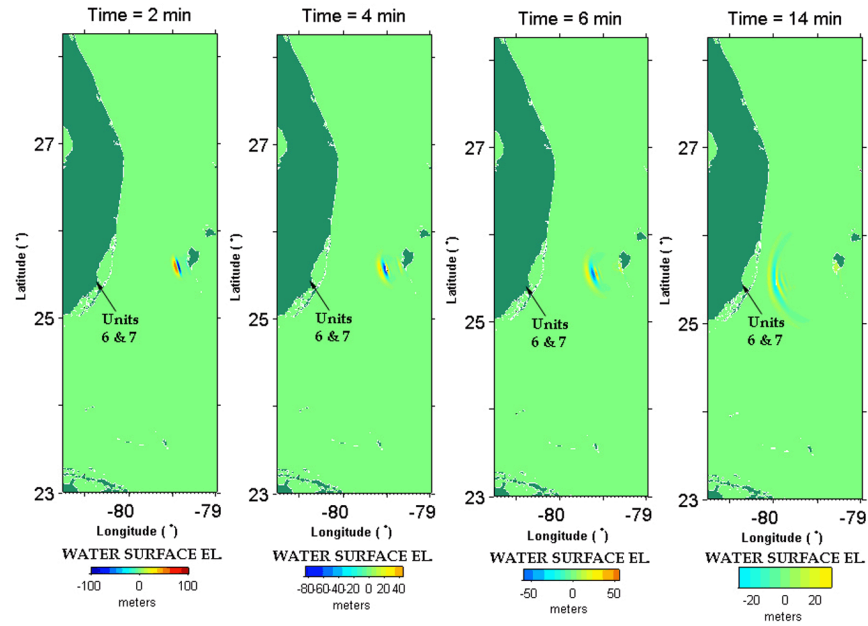 Time = 2 min
Time = 4 min
Time = 6 min
Time = 14 min
27
25
23
Latitude (°)
Units
6 & 7
-80
-79
Longitude (°)
WATER SURFACE EL.
-100
0
100
meters
27
25
23
Latitude (°)
Units
6 & 7
-80
-79
Longitude (°)
WATER SURFACE EL.
-80-60-40-20 0 20 40
meters
27
25
23
Latitude (°)
Units
6 & 7
-80
-79
Longitude (°)
WATER SURFACE EL.
-50
0
50
meters
27
25
23
Latitude (°)
Units
6 & 7
-80
-79
Longitude (°)
WATER SURFACE EL.
-20
0
20
meters